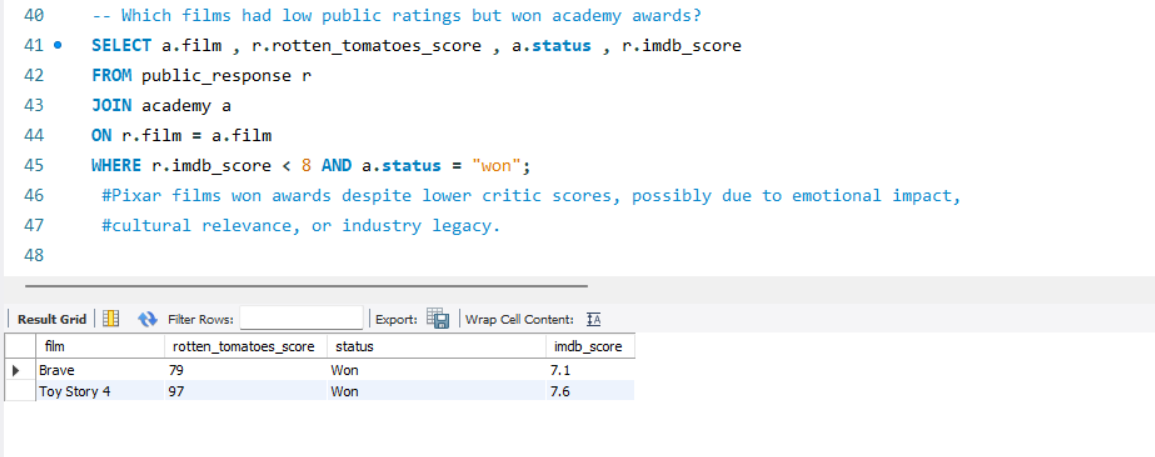 40 -- Which films had low public ratings but won academy awards?
41 SELECT a.film , r.rotten_tomatoes_score , a.status , r.imdb_score
42 FROM public_response r
43 JOIN academy a
44 ON r.film = a.film
45 WHERE r.imdb_score < 8 AND a.status = "won";
46 #Pixar films won awards despite lower critic scores, possibly due to emotional impact,
47 #cultural relevance, or industry legacy.
48
Result Grid Filter Rows: Export: Wrap Cell Content: IA
film rotten_tomatoes_score status imdb_score
Brave 79 Won 7.1
Toy Story 4 97 Won 7.6